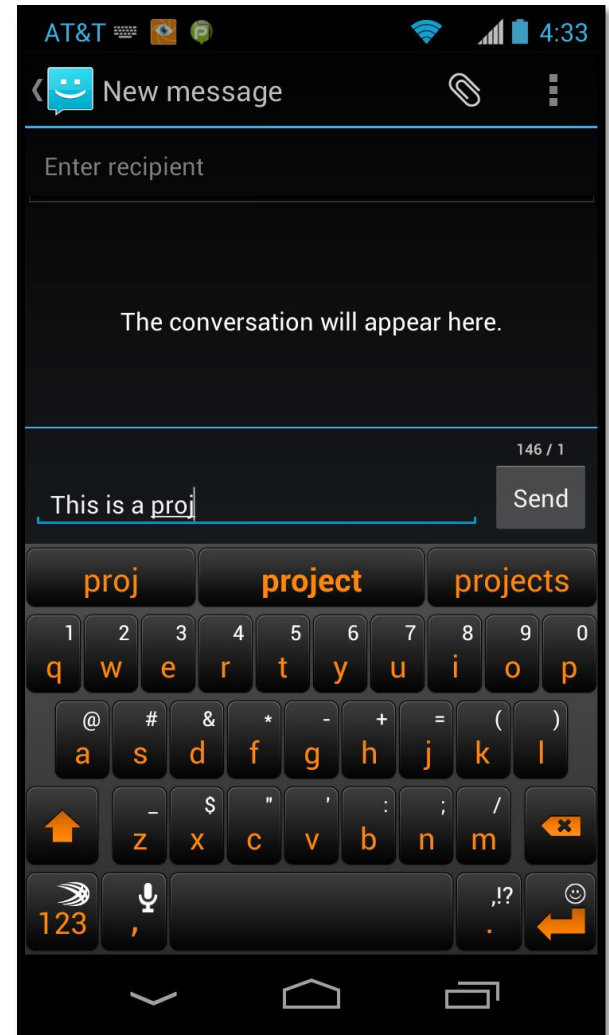 AT&T 4:33
New message
Enter recipient
The conversation will appear here.
146 / 1
This is a proj Send
proj project projects
1 2 3 4 5 6 7 8 9 0
q w e r t y u i o p
@ # & * - + = ( )
a s d f g h j k l
_ $ " ' : ; /
z x c v b n m
,!?
123 , .